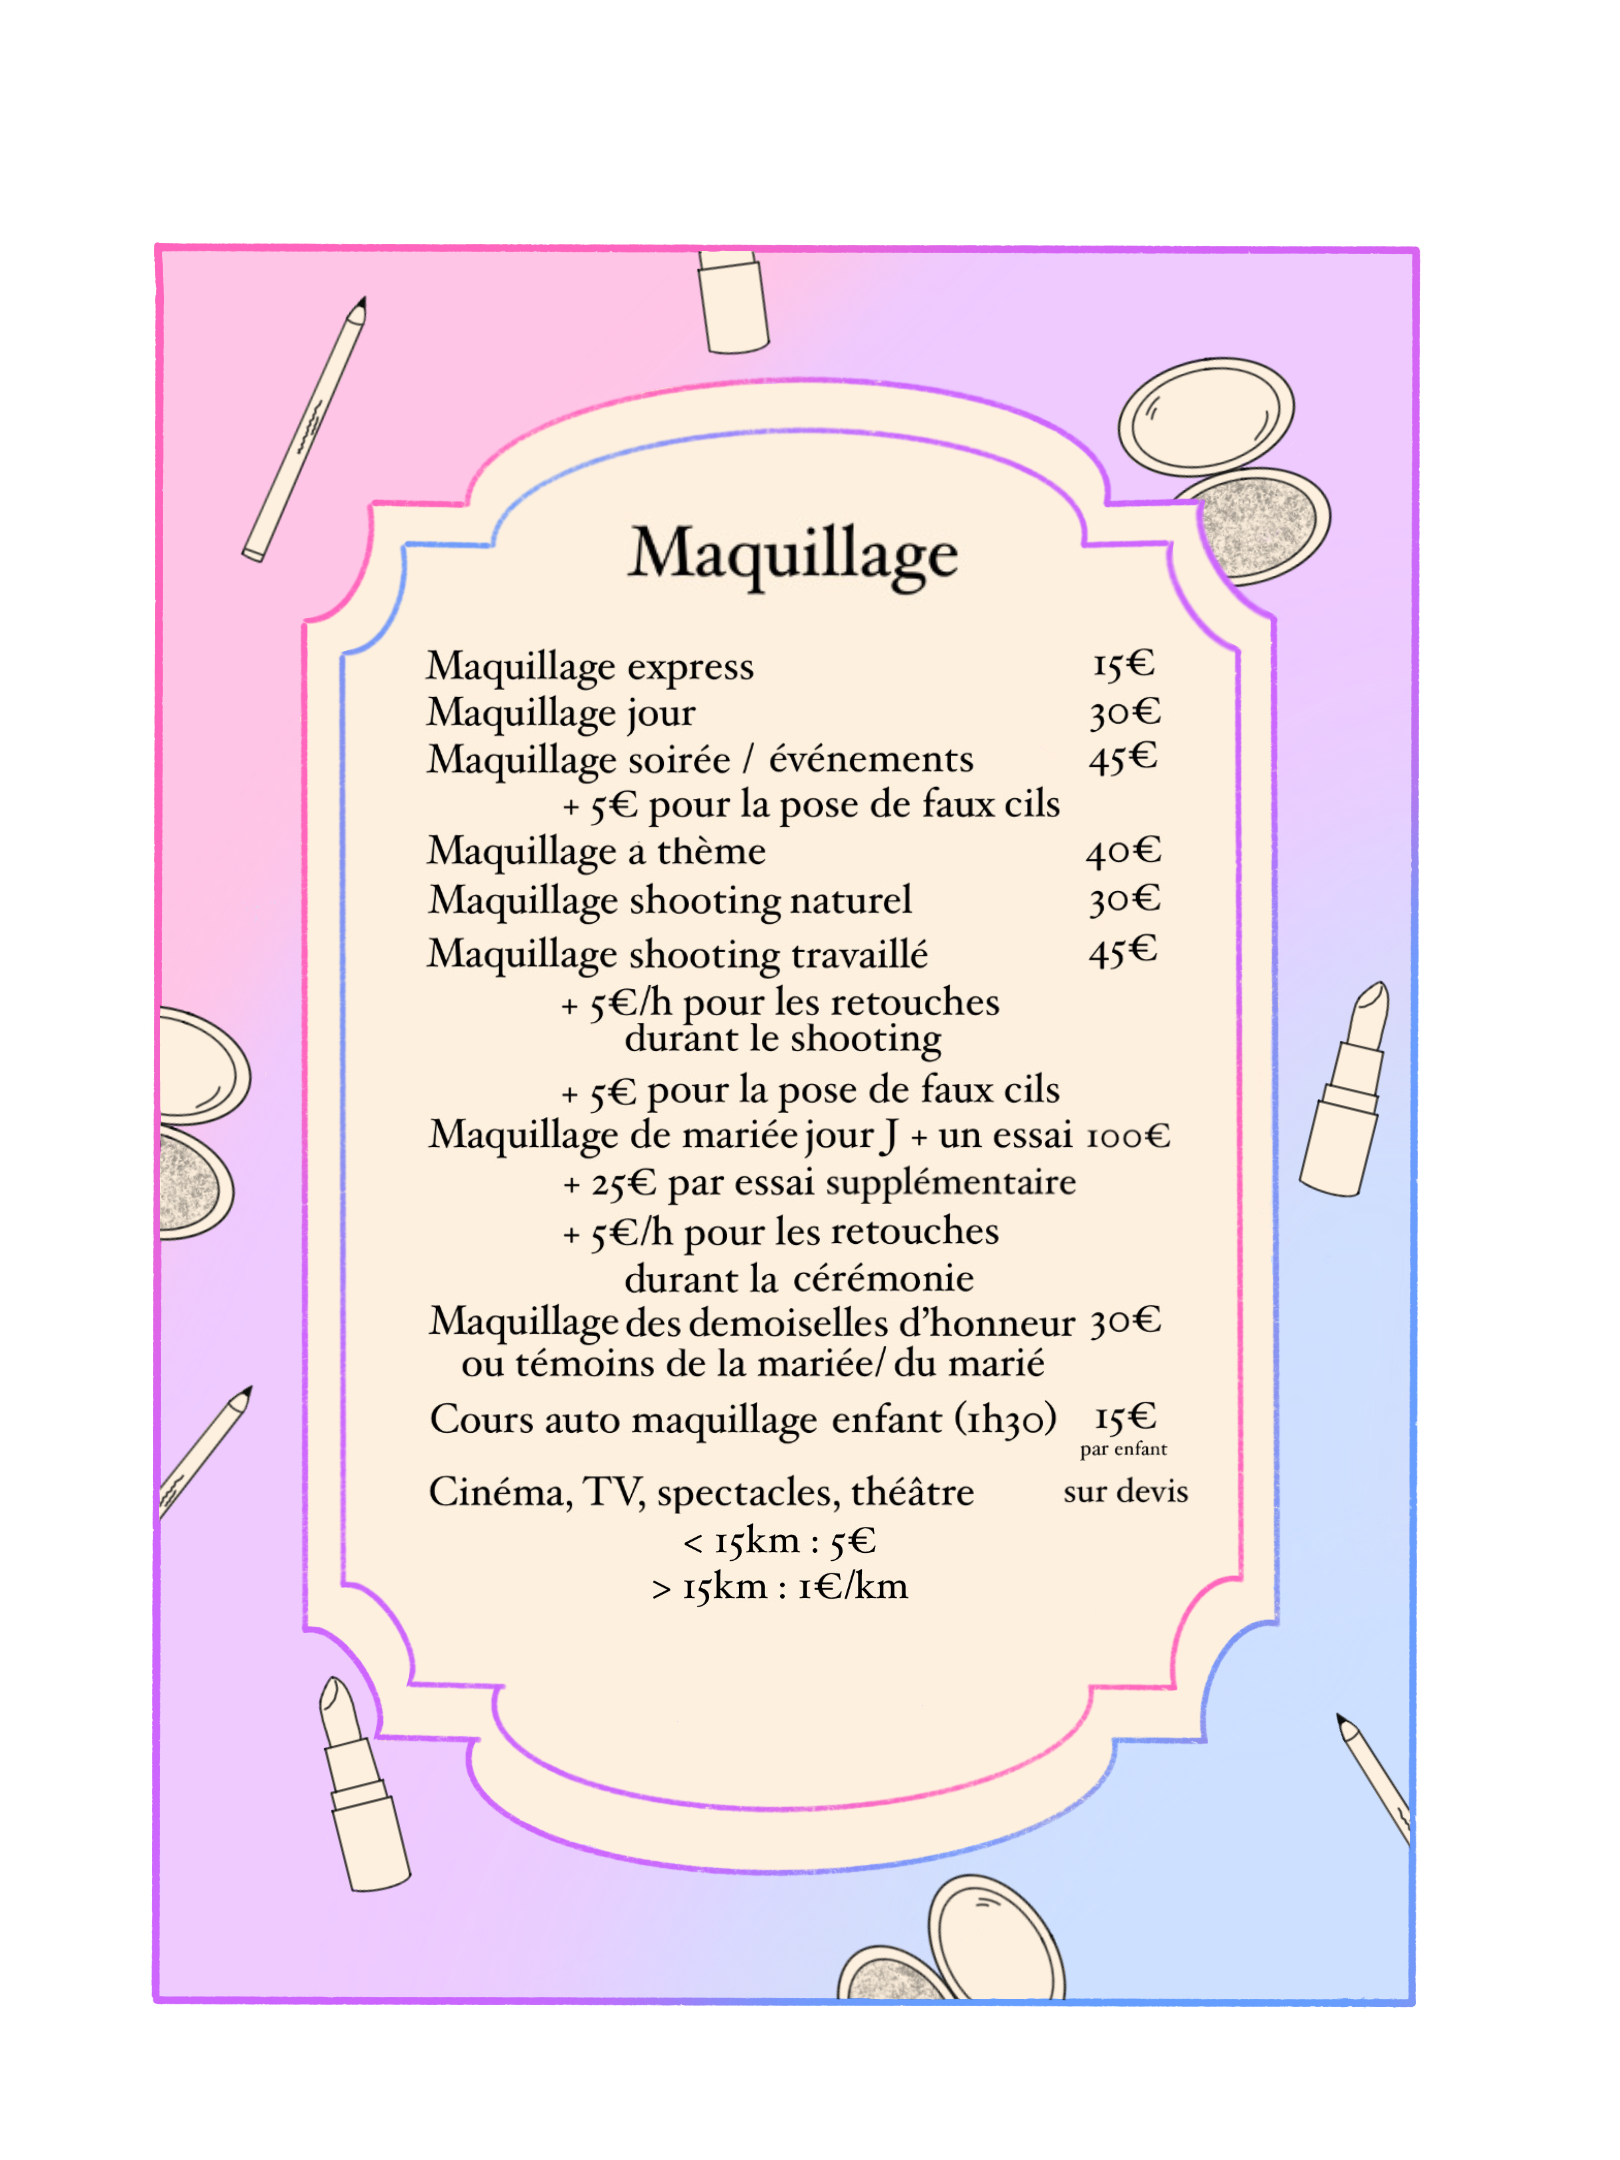 Maquillage
Maquillage express 15€
Maquillage jour 30€
Maquillage soirée / événements 45€
+ 5€ pour la pose de faux cils
Maquillage a thème 40€
Maquillage shooting naturel 30€
Maquillage shooting travaillé 45€
+ 5€/h pour les retouches
durant le shooting
+ 5€ pour la pose de faux cils
Maquillage de mariée jour J + un essai 100€
+ 25€ par essai supplémentaire
+ 5€/h pour les retouches
durant la cérémonie
Maquillage des demoiselles d’honneur 30€
ou témoins de la mariée/ du marié
Cours auto maquillage enfant (1h30) 15€
par enfant
Cinéma, TV, spectacles, théâtre sur devis
< 15km : 5€
> 15km : 1€/km